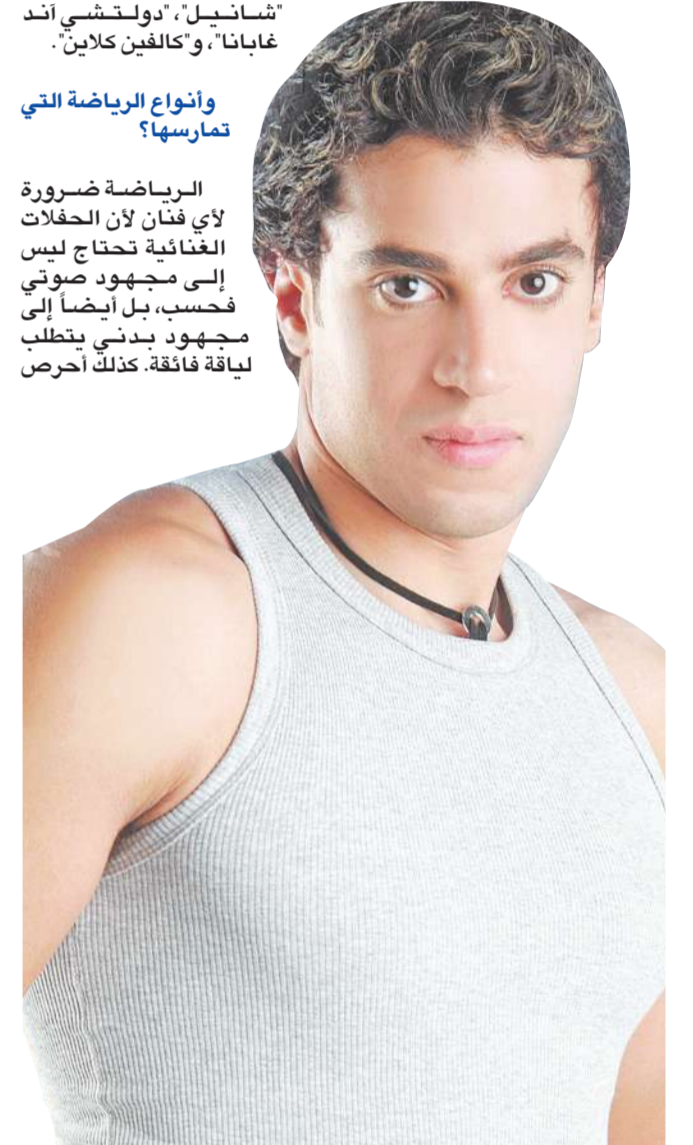 "شانيل"، "دولتشي آند
غابانا"، و"كالفين كلاين".
وأنواع الرياضة التي
تمارسها؟
الرياضة ضرورة
لأي فنان لأن الحفلات
الغنائية تحتاج ليس
إلى مجهود صوتي
فحسب، بل أيضاً إلى
مجهود بدني يتطلب
لياقة فائقة. كذلك أحرص